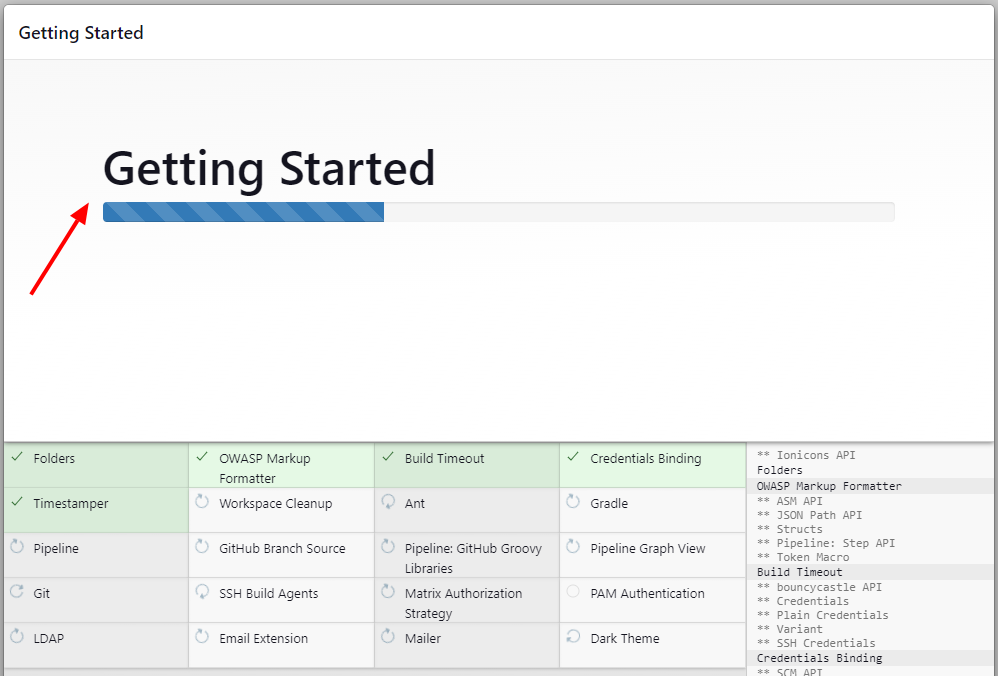 Getting Started
Getting Started
Folders
OWASP Markup
Formatter
Build Timeout
Credentials Binding
Timestamper
Workspace Cleanup
Ant
Gradle
Pipeline
GitHub Branch Source
Pipeline: GitHub Groovy
Libraries
Pipeline Graph View
Git
SSH Build Agents
Matrix Authorization
Strategy
PAM Authentication
LDAP
Email Extension
Mailer
Dark Theme
** Ionicons API
Folders
OWASP Markup Formatter
** ASM API
** JSON Path API
** Structs
** Pipeline: Step API
** Token Macro
Build Timeout
** bouncycastle API
** Credentials
** Plain Credentials
** Variant
** SSH Credentials
Credentials Binding
** SCM API